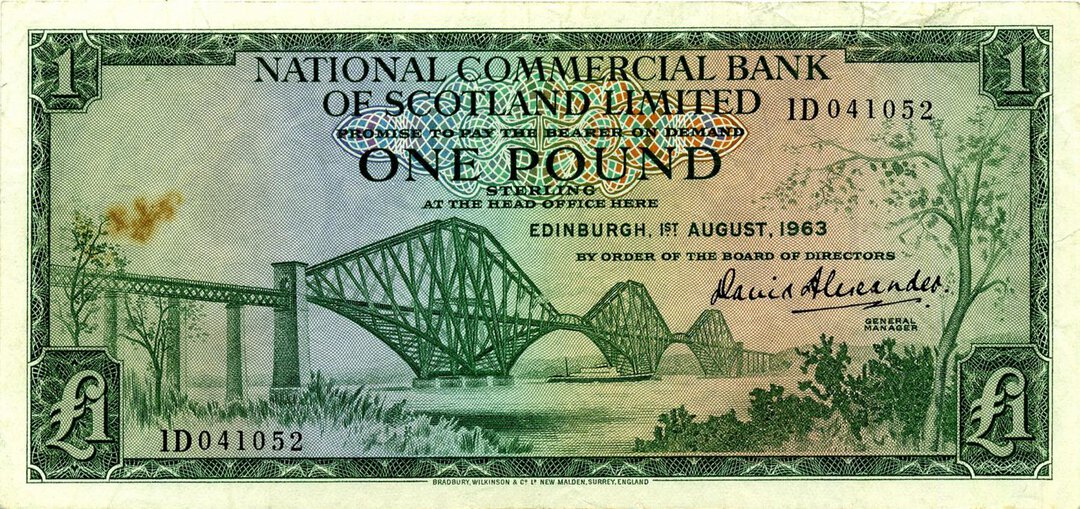 1
1
NATIONAL COMMERCIAL BANK
OF SCOTLAND LIMITED
1D 041052
PROMISE TO PAY THE BEARER ON DEMAND
ONE POUND
STERLING
AT THE HEAD OFFICE HERE
EDINBURGH, 1ST AUGUST, 1963
BY ORDER OF THE BOARD OF DIRECTORS
David Alexander.
GENERAL
MANAGER
£1
1D 041052
£1
BRADBURY, WILKINSON & Co Ld NEW MALDEN, SURREY, ENGLAND